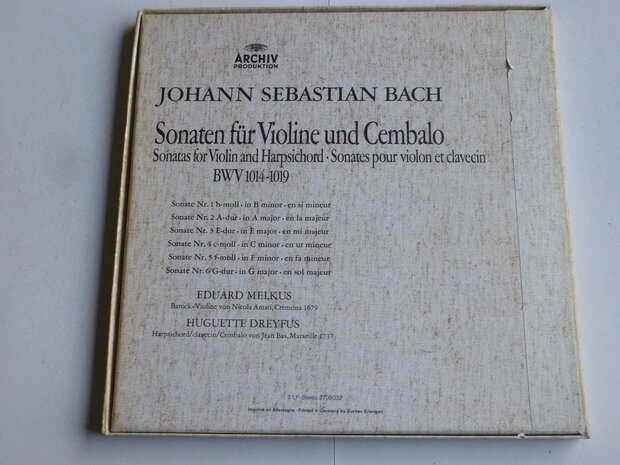 ARCHIV
PRODUKTION
JOHANN SEBASTIAN BACH
Sonaten für Violine und Cembalo
Sonatas for Violin and Harpsichord · Sonates pour violon et clavecin
BWV 1014-1019
Sonate Nr. 1 h-moll · in B minor · en si mineur
Sonate Nr. 2 A-dur · in A major · en la majeur
Sonate Nr. 3 E-dur · in E major · en mi majeur
Sonate Nr. 4 c-moll · in C minor · en ut mineur
Sonate Nr. 5 f-moll · in F minor · en fa mineur
Sonate Nr. 6 G-dur · in G major · en sol majeur
EDUARD MELKUS
Barock-Violine von Nicola Amati, Cremona 1679
HUGUETTE DREYFUS
Harpsichord/clavecin/Cembalo von Jean Bas, Marseille 1737
2 LP-Stereo 2708032
Imprimé en Allemagne · Printed in Germany by Zucker, Erlangen